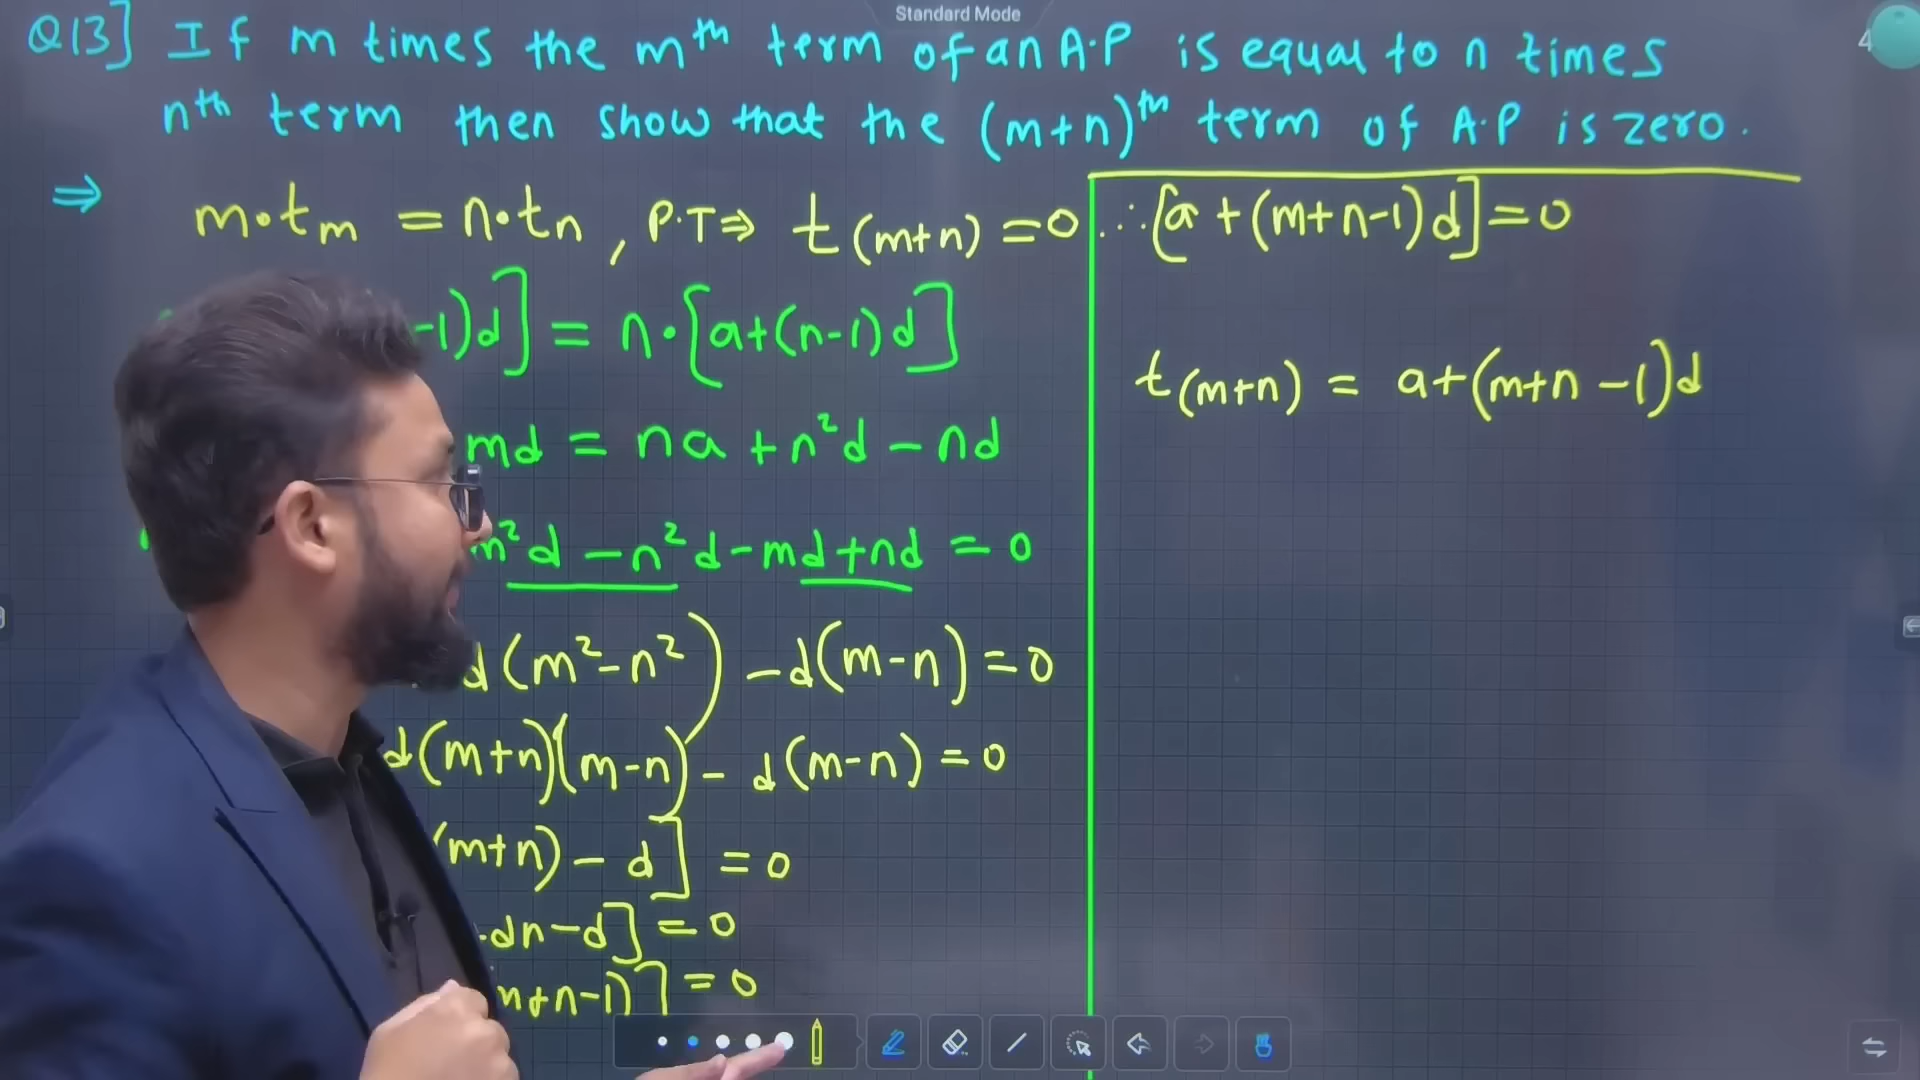 Standard Mode
4
Q13] If m times the mᵗʰ term of an A.P is equal to n times
nᵗʰ term then show that the (m+n)ᵗʰ term of A.P is zero.
⇒ m·tₘ = n·tₙ , P.T ⇒ t(m+n) = 0
-1)d] = n·[a+(n-1)d]
md = na + n²d - nd
m²d - n²d - md + nd = 0
d(m²-n²) - d(m-n) = 0
d(m+n)(m-n) - d(m-n) = 0
(m+n) - d] = 0
dn-d] = 0
+n-1)] = 0
∴ [a + (m+n-1)d] = 0
t(m+n) = a+(m+n-1)d